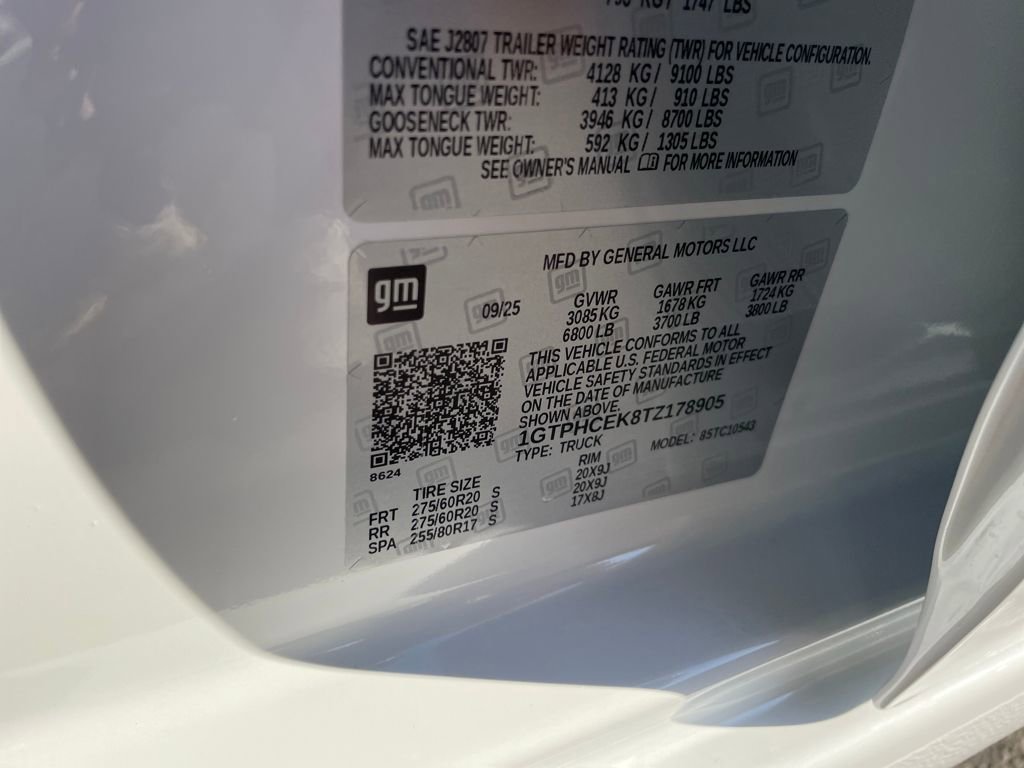 795 KG / 1747 LBS
SAE J2807 TRAILER WEIGHT RATING (TWR) FOR VEHICLE CONFIGURATION.
CONVENTIONAL TWR: 4128 KG / 9100 LBS
MAX TONGUE WEIGHT: 413 KG / 910 LBS
GOOSENECK TWR: 3946 KG / 8700 LBS
MAX TONGUE WEIGHT: 592 KG / 1305 LBS
SEE OWNER'S MANUAL FOR MORE INFORMATION
gm
MFD BY GENERAL MOTORS LLC
09/25 GVWR GAWR FRT GAWR RR
3085 KG 1678 KG 1724 KG
6800 LB 3700 LB 3800 LB
THIS VEHICLE CONFORMS TO ALL
APPLICABLE U.S. FEDERAL MOTOR
VEHICLE SAFETY STANDARDS IN EFFECT
ON THE DATE OF MANUFACTURE
SHOWN ABOVE.
1GTPHCEK8TZ178905
TYPE: TRUCK MODEL: 85TC10543
8624
TIRE SIZE RIM
FRT 275/60R20 S 20X9J
RR 275/60R20 S 20X9J
SPA 255/80R17 S 17X8J